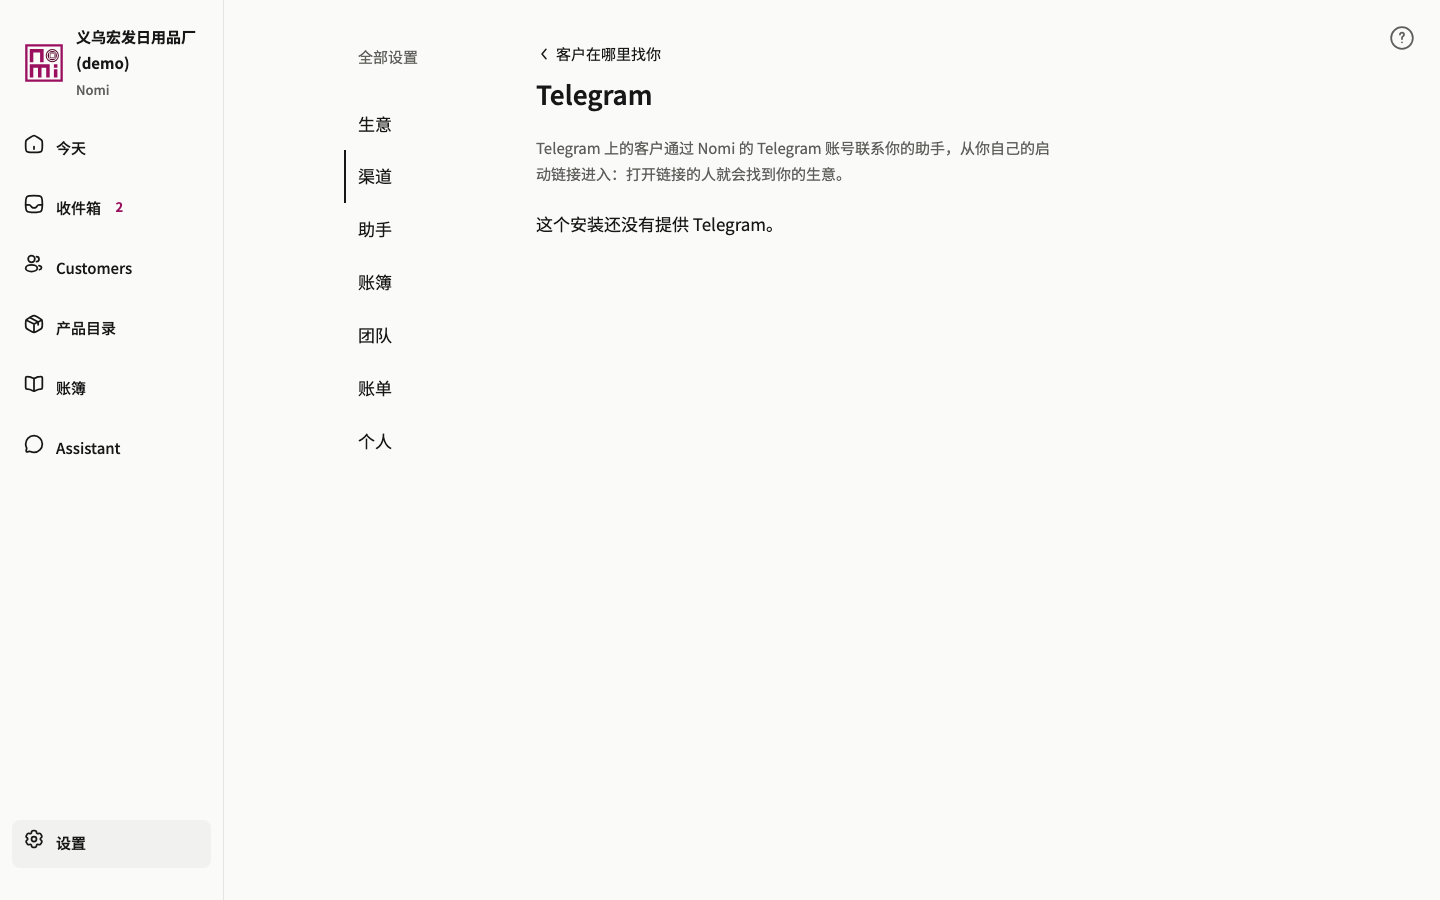 义乌宏发日用品厂
(demo)
Nomi
今天
收件箱 2
Customers
产品目录
账簿
Assistant
设置
全部设置
生意
渠道
助手
账簿
团队
账单
个人
客户在哪里找你
Telegram
Telegram 上的客户通过 Nomi 的 Telegram 账号联系你的助手，从你自己的启
动链接进入：打开链接的人就会找到你的生意。
这个安装还没有提供 Telegram。